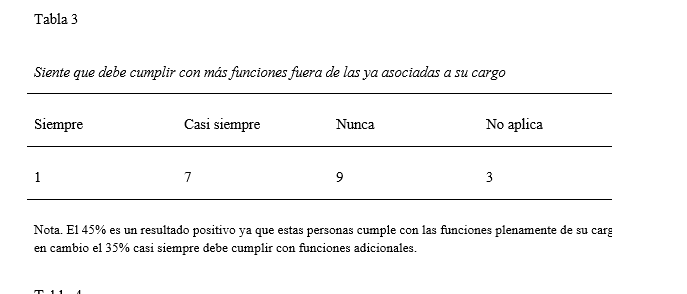 Tabla 3
Siente que debe cumplir con más funciones fuera de las ya asociadas a su cargo
Siempre Casi siempre Nunca No aplica
1 7 9 3
Nota. El 45% es un resultado positivo ya que estas personas cumple con las funciones plenamente de su carg
en cambio el 35% casi siempre debe cumplir con funciones adicionales.